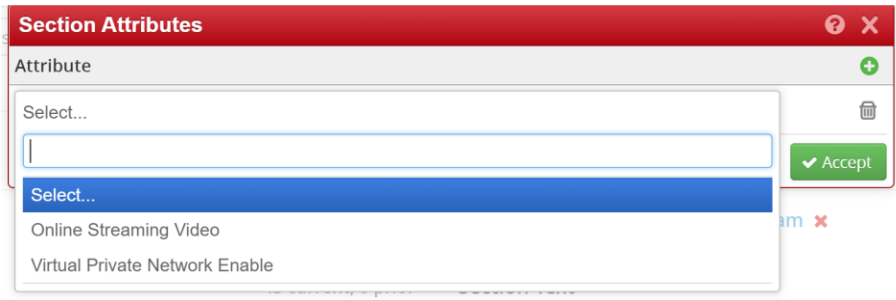 Section Attributes
Attribute
Select...
Accept
Select...
Online Streaming Video
Virtual Private Network Enable